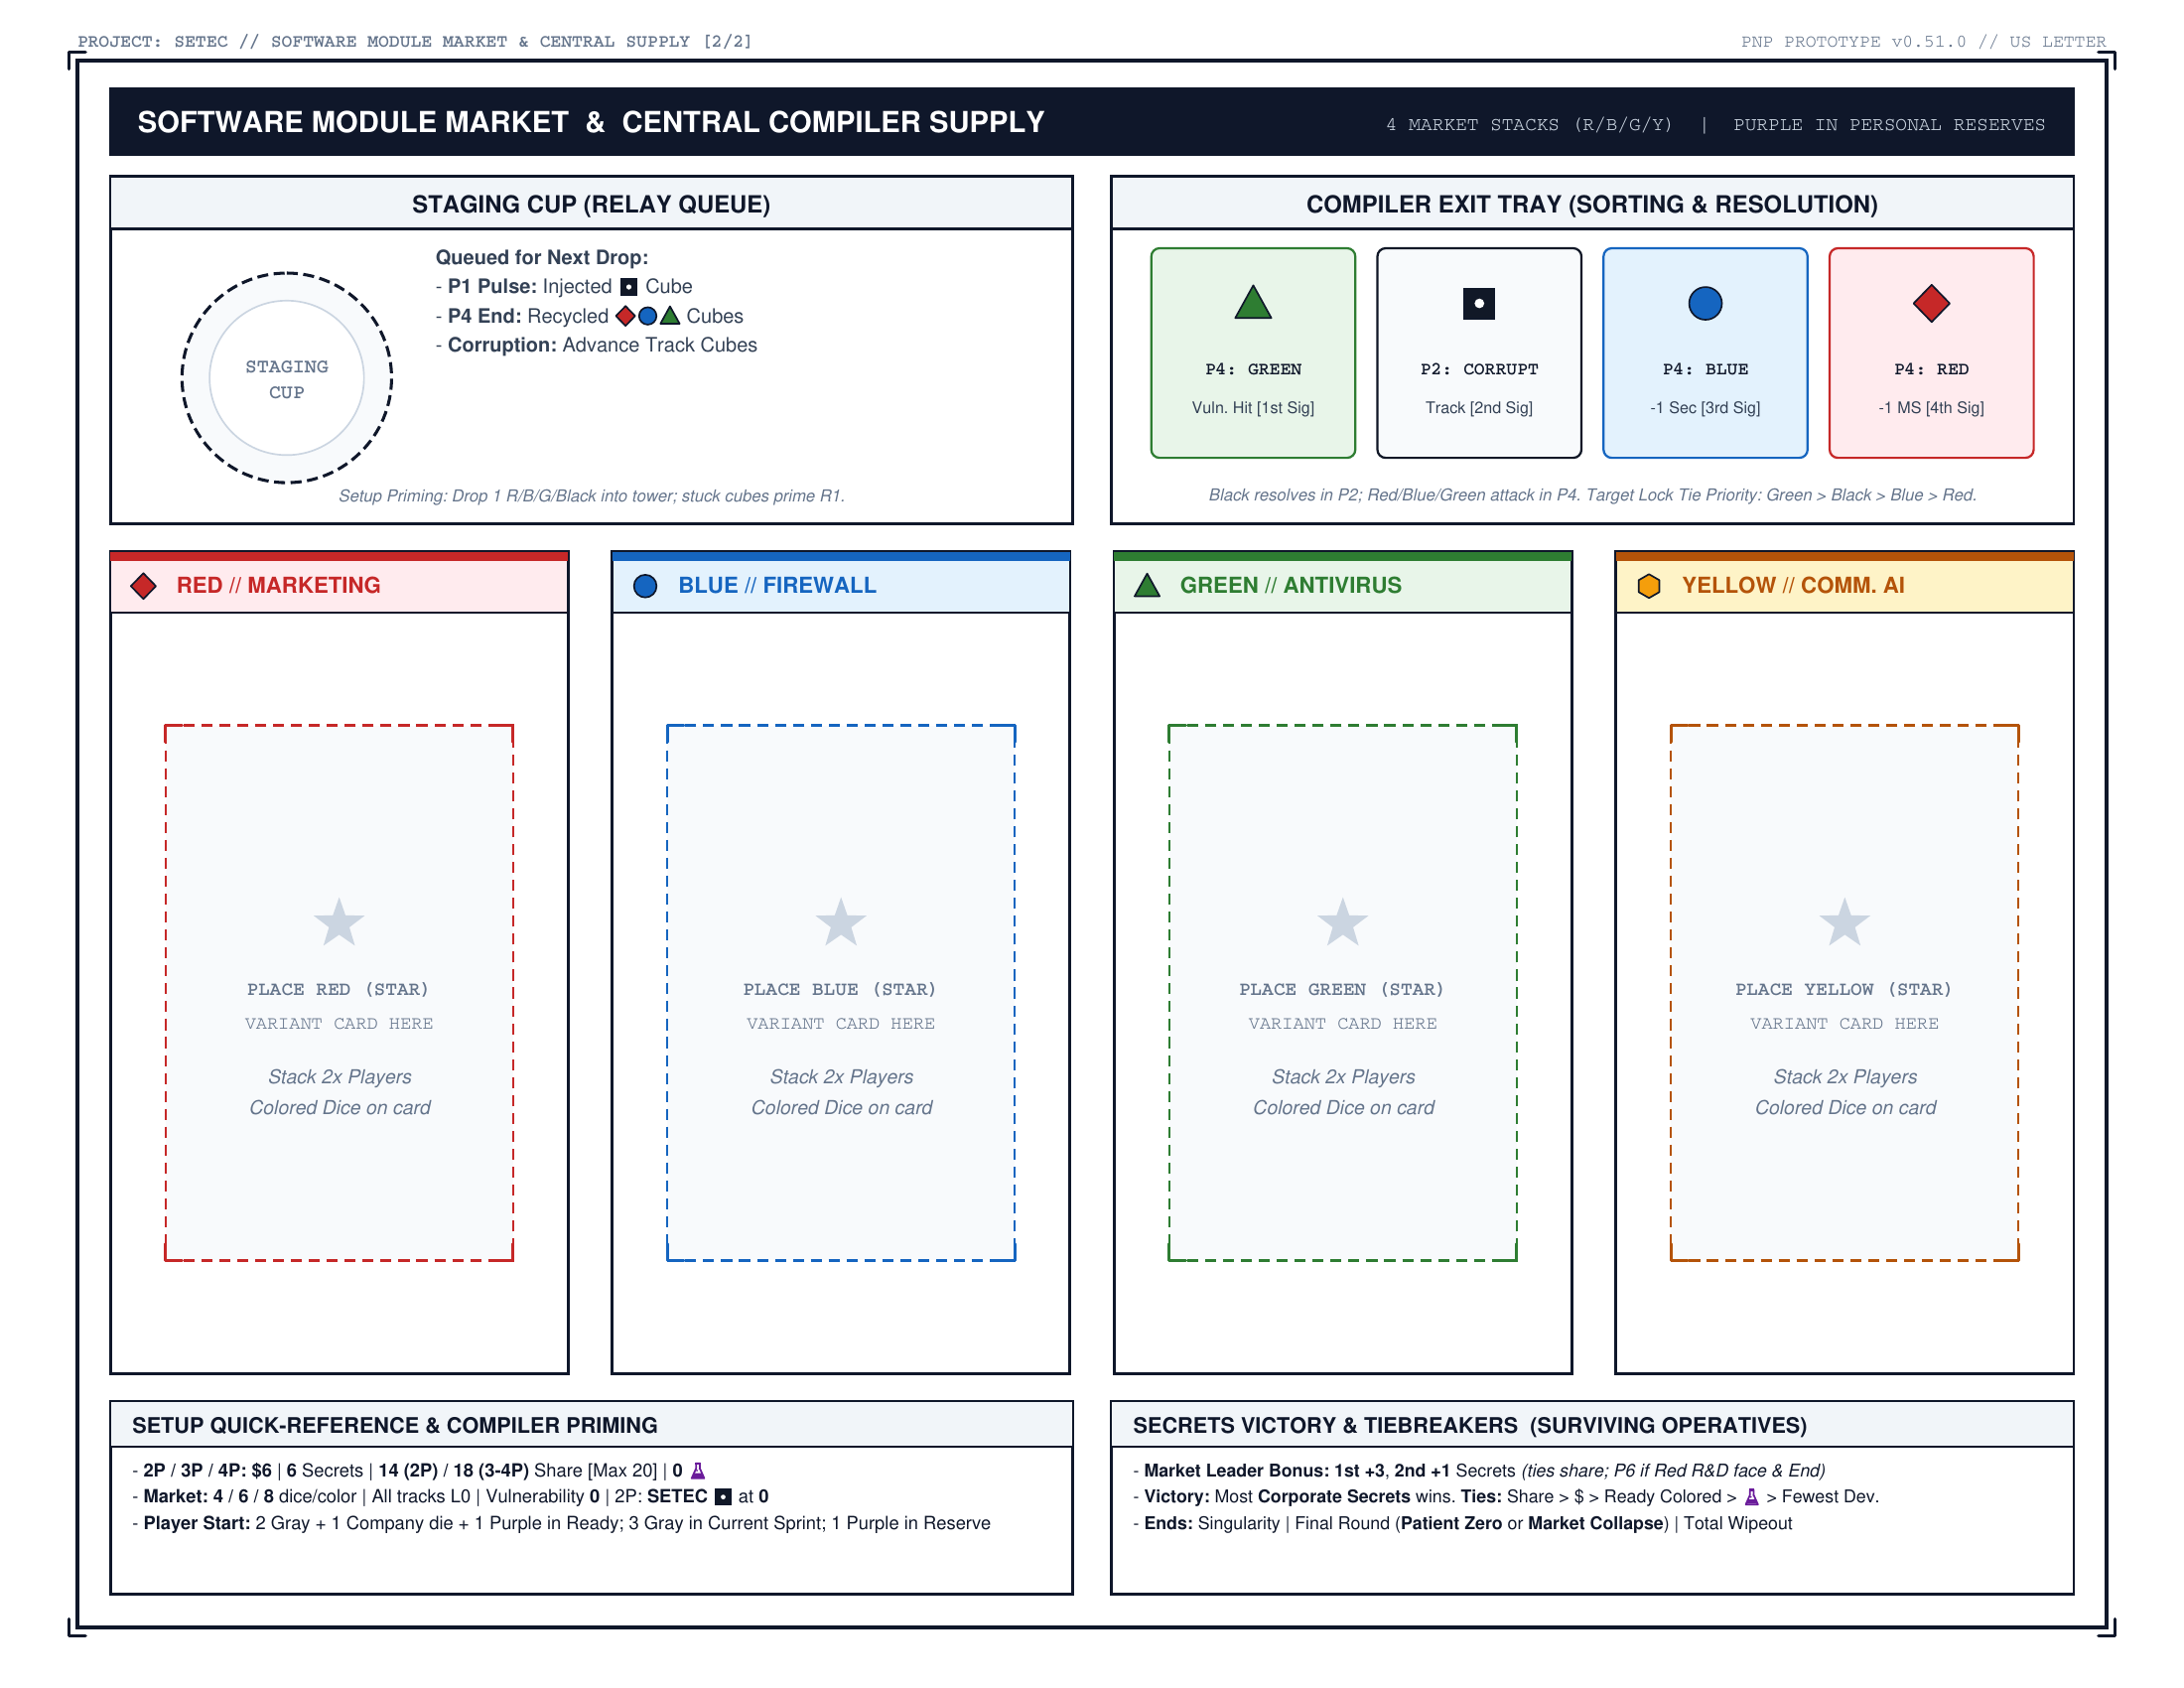 PROJECT: SETEC // SOFTWARE MODULE MARKET & CENTRAL SUPPLY [2/2]
PNP PROTOTYPE v0.51.0 // US LETTER
SOFTWARE MODULE MARKET & CENTRAL COMPILER SUPPLY
4 MARKET STACKS (R/B/G/Y) | PURPLE IN PERSONAL RESERVES
STAGING CUP (RELAY QUEUE)
STAGING
CUP
Queued for Next Drop:
- P1 Pulse: Injected Cube
- P4 End: Recycled Cubes
- Corruption: Advance Track Cubes
Setup Priming: Drop 1 R/B/G/Black into tower; stuck cubes prime R1.
COMPILER EXIT TRAY (SORTING & RESOLUTION)
P4: GREEN
Vuln. Hit [1st Sig]
P2: CORRUPT
Track [2nd Sig]
P4: BLUE
-1 Sec [3rd Sig]
P4: RED
-1 MS [4th Sig]
Black resolves in P2; Red/Blue/Green attack in P4. Target Lock Tie Priority: Green > Black > Blue > Red.
RED // MARKETING
PLACE RED (STAR)
VARIANT CARD HERE
Stack 2x Players
Colored Dice on card
BLUE // FIREWALL
PLACE BLUE (STAR)
VARIANT CARD HERE
Stack 2x Players
Colored Dice on card
GREEN // ANTIVIRUS
PLACE GREEN (STAR)
VARIANT CARD HERE
Stack 2x Players
Colored Dice on card
YELLOW // COMM. AI
PLACE YELLOW (STAR)
VARIANT CARD HERE
Stack 2x Players
Colored Dice on card
SETUP QUICK-REFERENCE & COMPILER PRIMING
- 2P / 3P / 4P: $6 | 6 Secrets | 14 (2P) / 18 (3-4P) Share [Max 20] | 0
- Market: 4 / 6 / 8 dice/color | All tracks L0 | Vulnerability 0 | 2P: SETEC at 0
- Player Start: 2 Gray + 1 Company die + 1 Purple in Ready; 3 Gray in Current Sprint; 1 Purple in Reserve
SECRETS VICTORY & TIEBREAKERS (SURVIVING OPERATIVES)
- Market Leader Bonus: 1st +3, 2nd +1 Secrets (ties share; P6 if Red R&D face & End)
- Victory: Most Corporate Secrets wins. Ties: Share > $ > Ready Colored > > Fewest Dev.
- Ends: Singularity | Final Round (Patient Zero or Market Collapse) | Total Wipeout